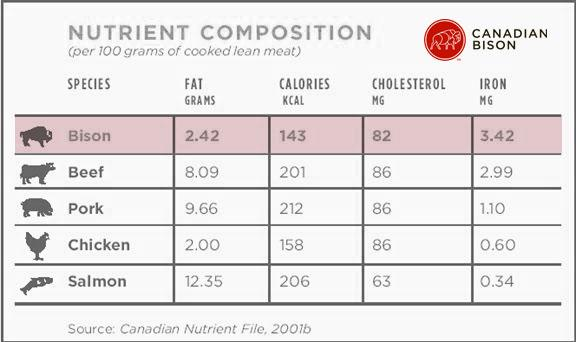 NUTRIENT COMPOSITION
(per 100 grams of cooked lean meat)
CANADIAN
BISON
SPECIES FAT CALORIES CHOLESTEROL IRON
GRAMS KCAL MG MG
Bison 2.42 143 82 3.42
Beef 8.09 201 86 2.99
Pork 9.66 212 86 1.10
Chicken 2.00 158 86 0.60
Salmon 12.35 206 63 0.34
Source: Canadian Nutrient File, 2001b